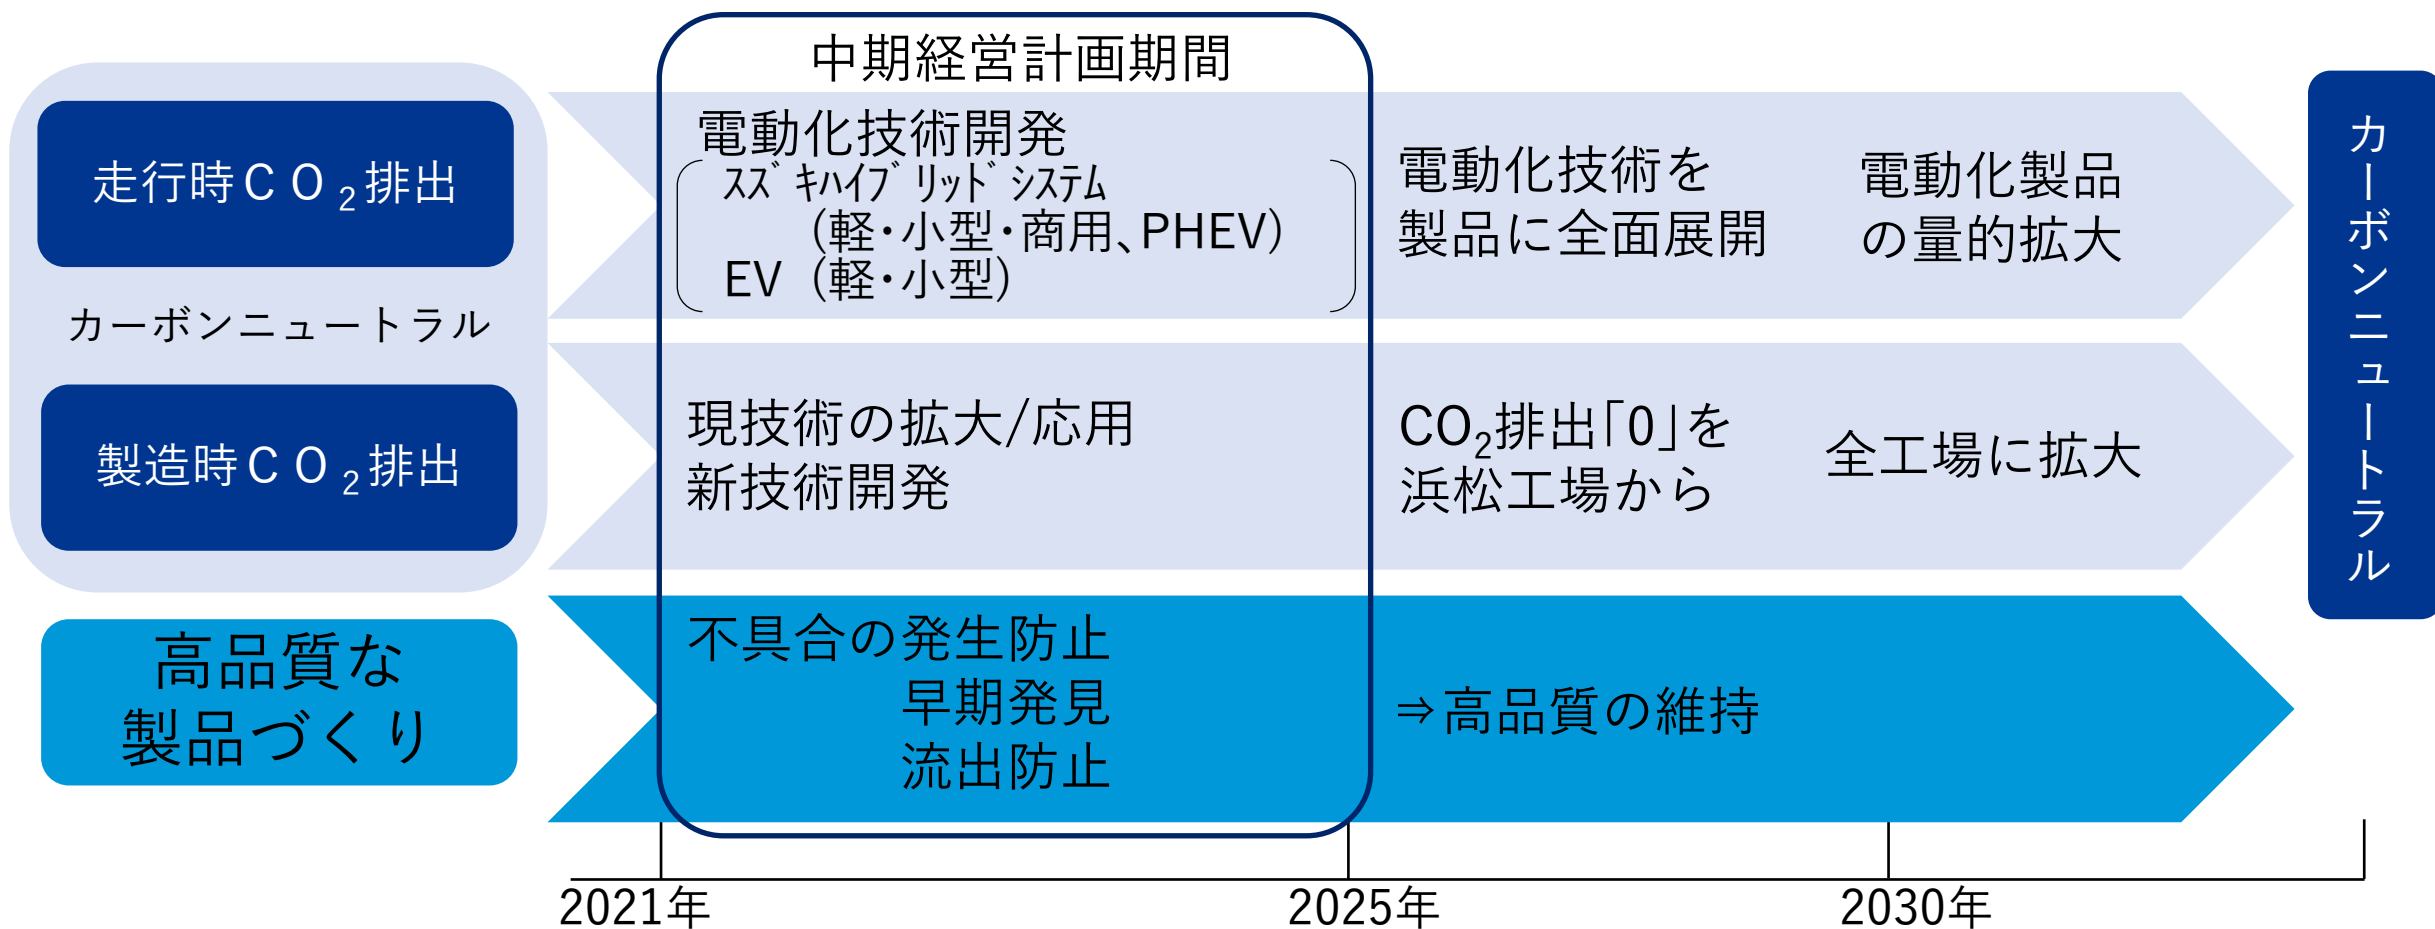 中期経営計画期間
走行時ＣＯ₂排出
カーボンニュートラル
製造時ＣＯ₂排出
高品質な
製品づくり
電動化技術開発
ｽｽﾞｷﾊｲﾌﾞﾘｯﾄﾞｼｽﾃﾑ
（軽・小型・商用、PHEV）
EV（軽・小型）
電動化技術を
製品に全面展開
電動化製品
の量的拡大
現技術の拡大/応用
新技術開発
CO₂排出｢0｣を
浜松工場から
全工場に拡大
不具合の発生防止
早期発見
流出防止
⇒高品質の維持
カーボンニュートラル
2021年
2025年
2030年